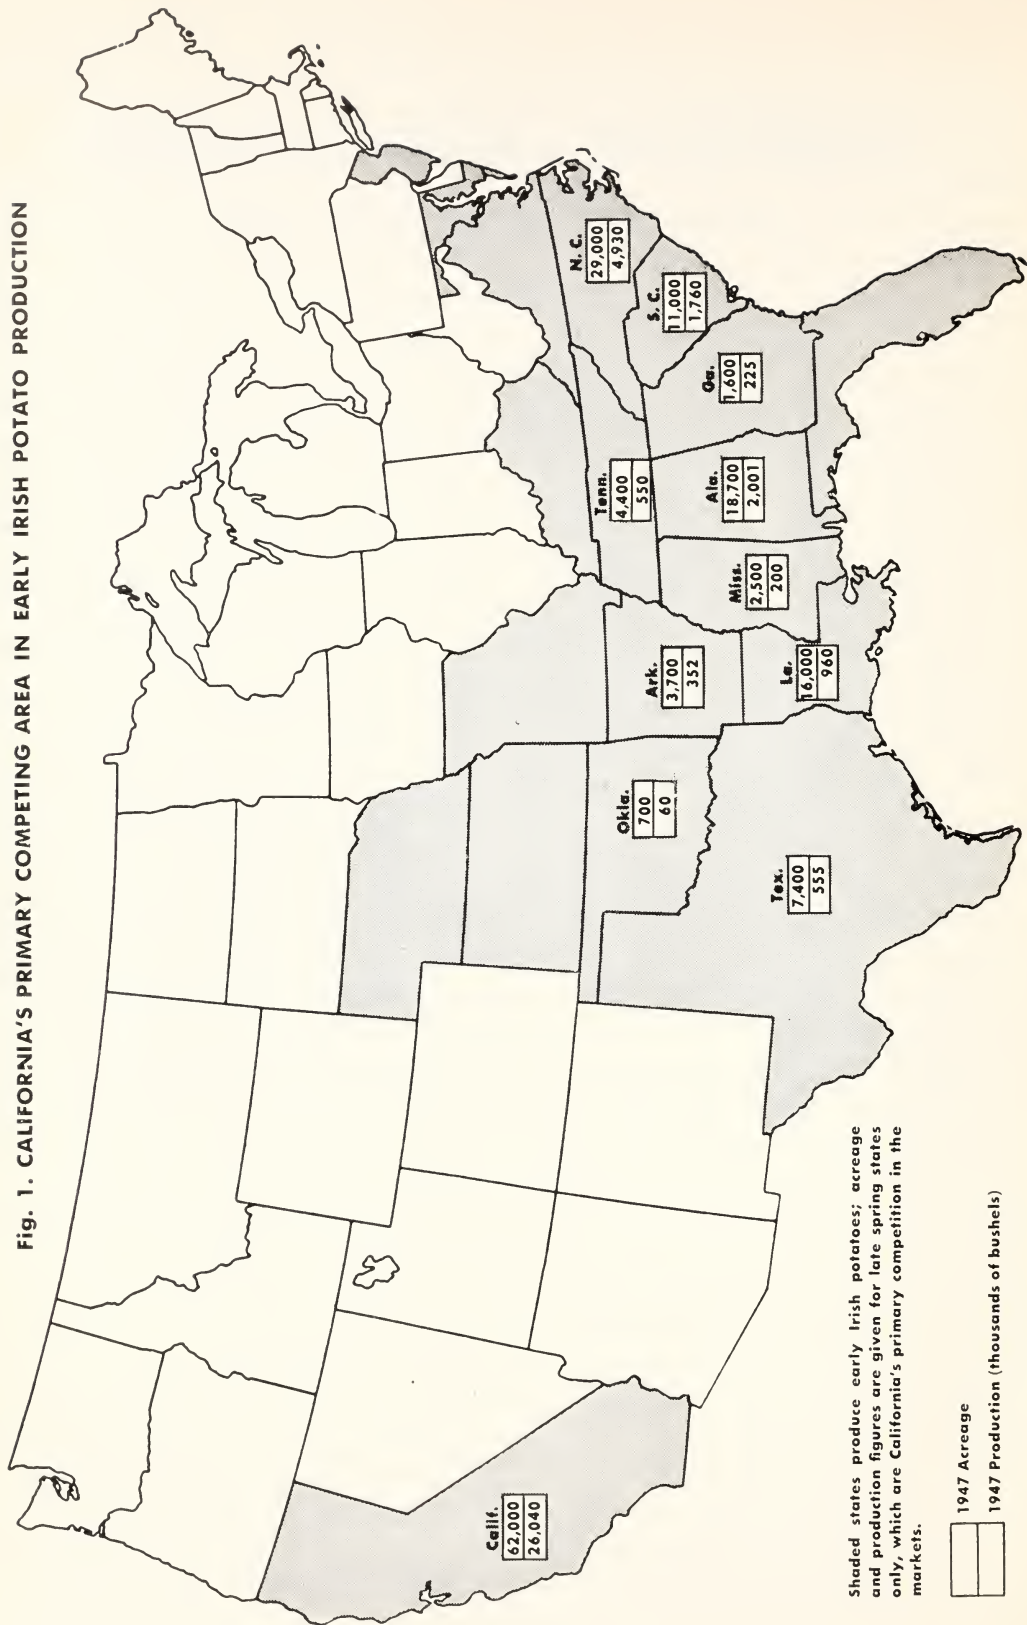 Fig. 1. CALIFORNIA'S PRIMARY COMPETING AREA IN EARLY IRISH POTATO PRODUCTION
Calif.
62,000
26,040
Tex.
7,400
555
Okla.
700
60
Ark.
3,700
352
La.
16,000
960
Miss.
2,500
200
Tenn.
4,400
550
Ala.
18,700
2,001
Ga.
1,600
225
S. C.
11,000
1,760
N. C.
29,000
4,930
Shaded states produce early Irish potatoes; acreage
and production figures are given for late spring states
only, which are California's primary competition in the
markets.
1947 Acreage
1947 Production (thousands of bushels)